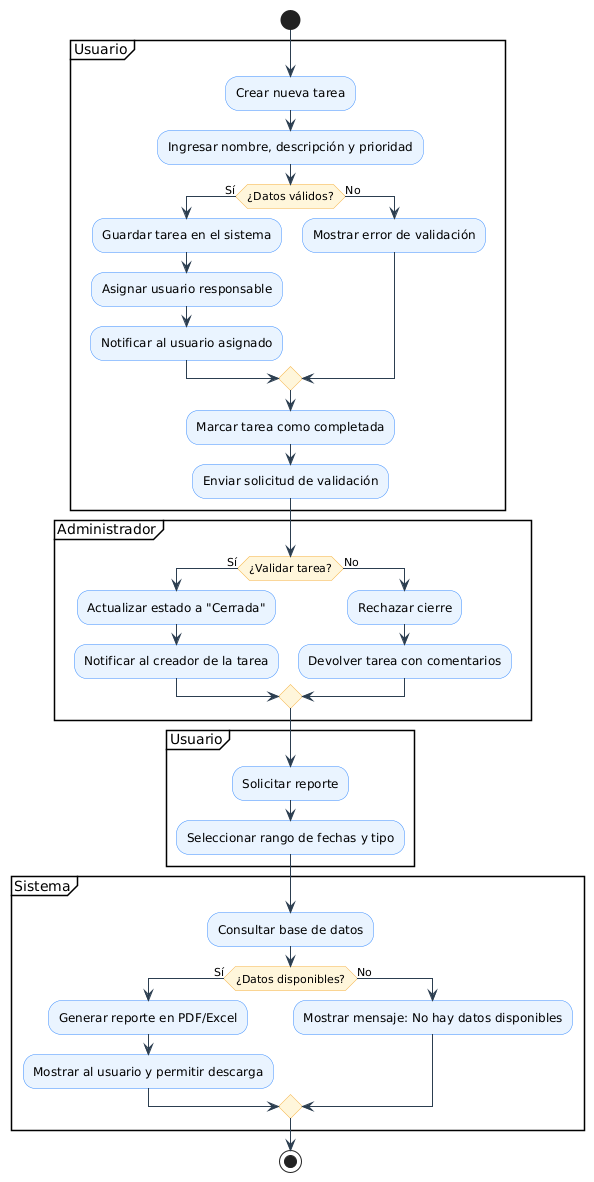 Usuario
Crear nueva tarea
Ingresar nombre, descripción y prioridad
Sí
¿Datos válidos?
No
Guardar tarea en el sistema
Mostrar error de validación
Asignar usuario responsable
Notificar al usuario asignado
Marcar tarea como completada
Enviar solicitud de validación
Administrador
Sí
¿Validar tarea?
No
Actualizar estado a "Cerrada"
Rechazar cierre
Notificar al creador de la tarea
Devolver tarea con comentarios
Usuario
Solicitar reporte
Seleccionar rango de fechas y tipo
Sistema
Consultar base de datos
Sí
¿Datos disponibles?
No
Generar reporte en PDF/Excel
Mostrar mensaje: No hay datos disponibles
Mostrar al usuario y permitir descarga